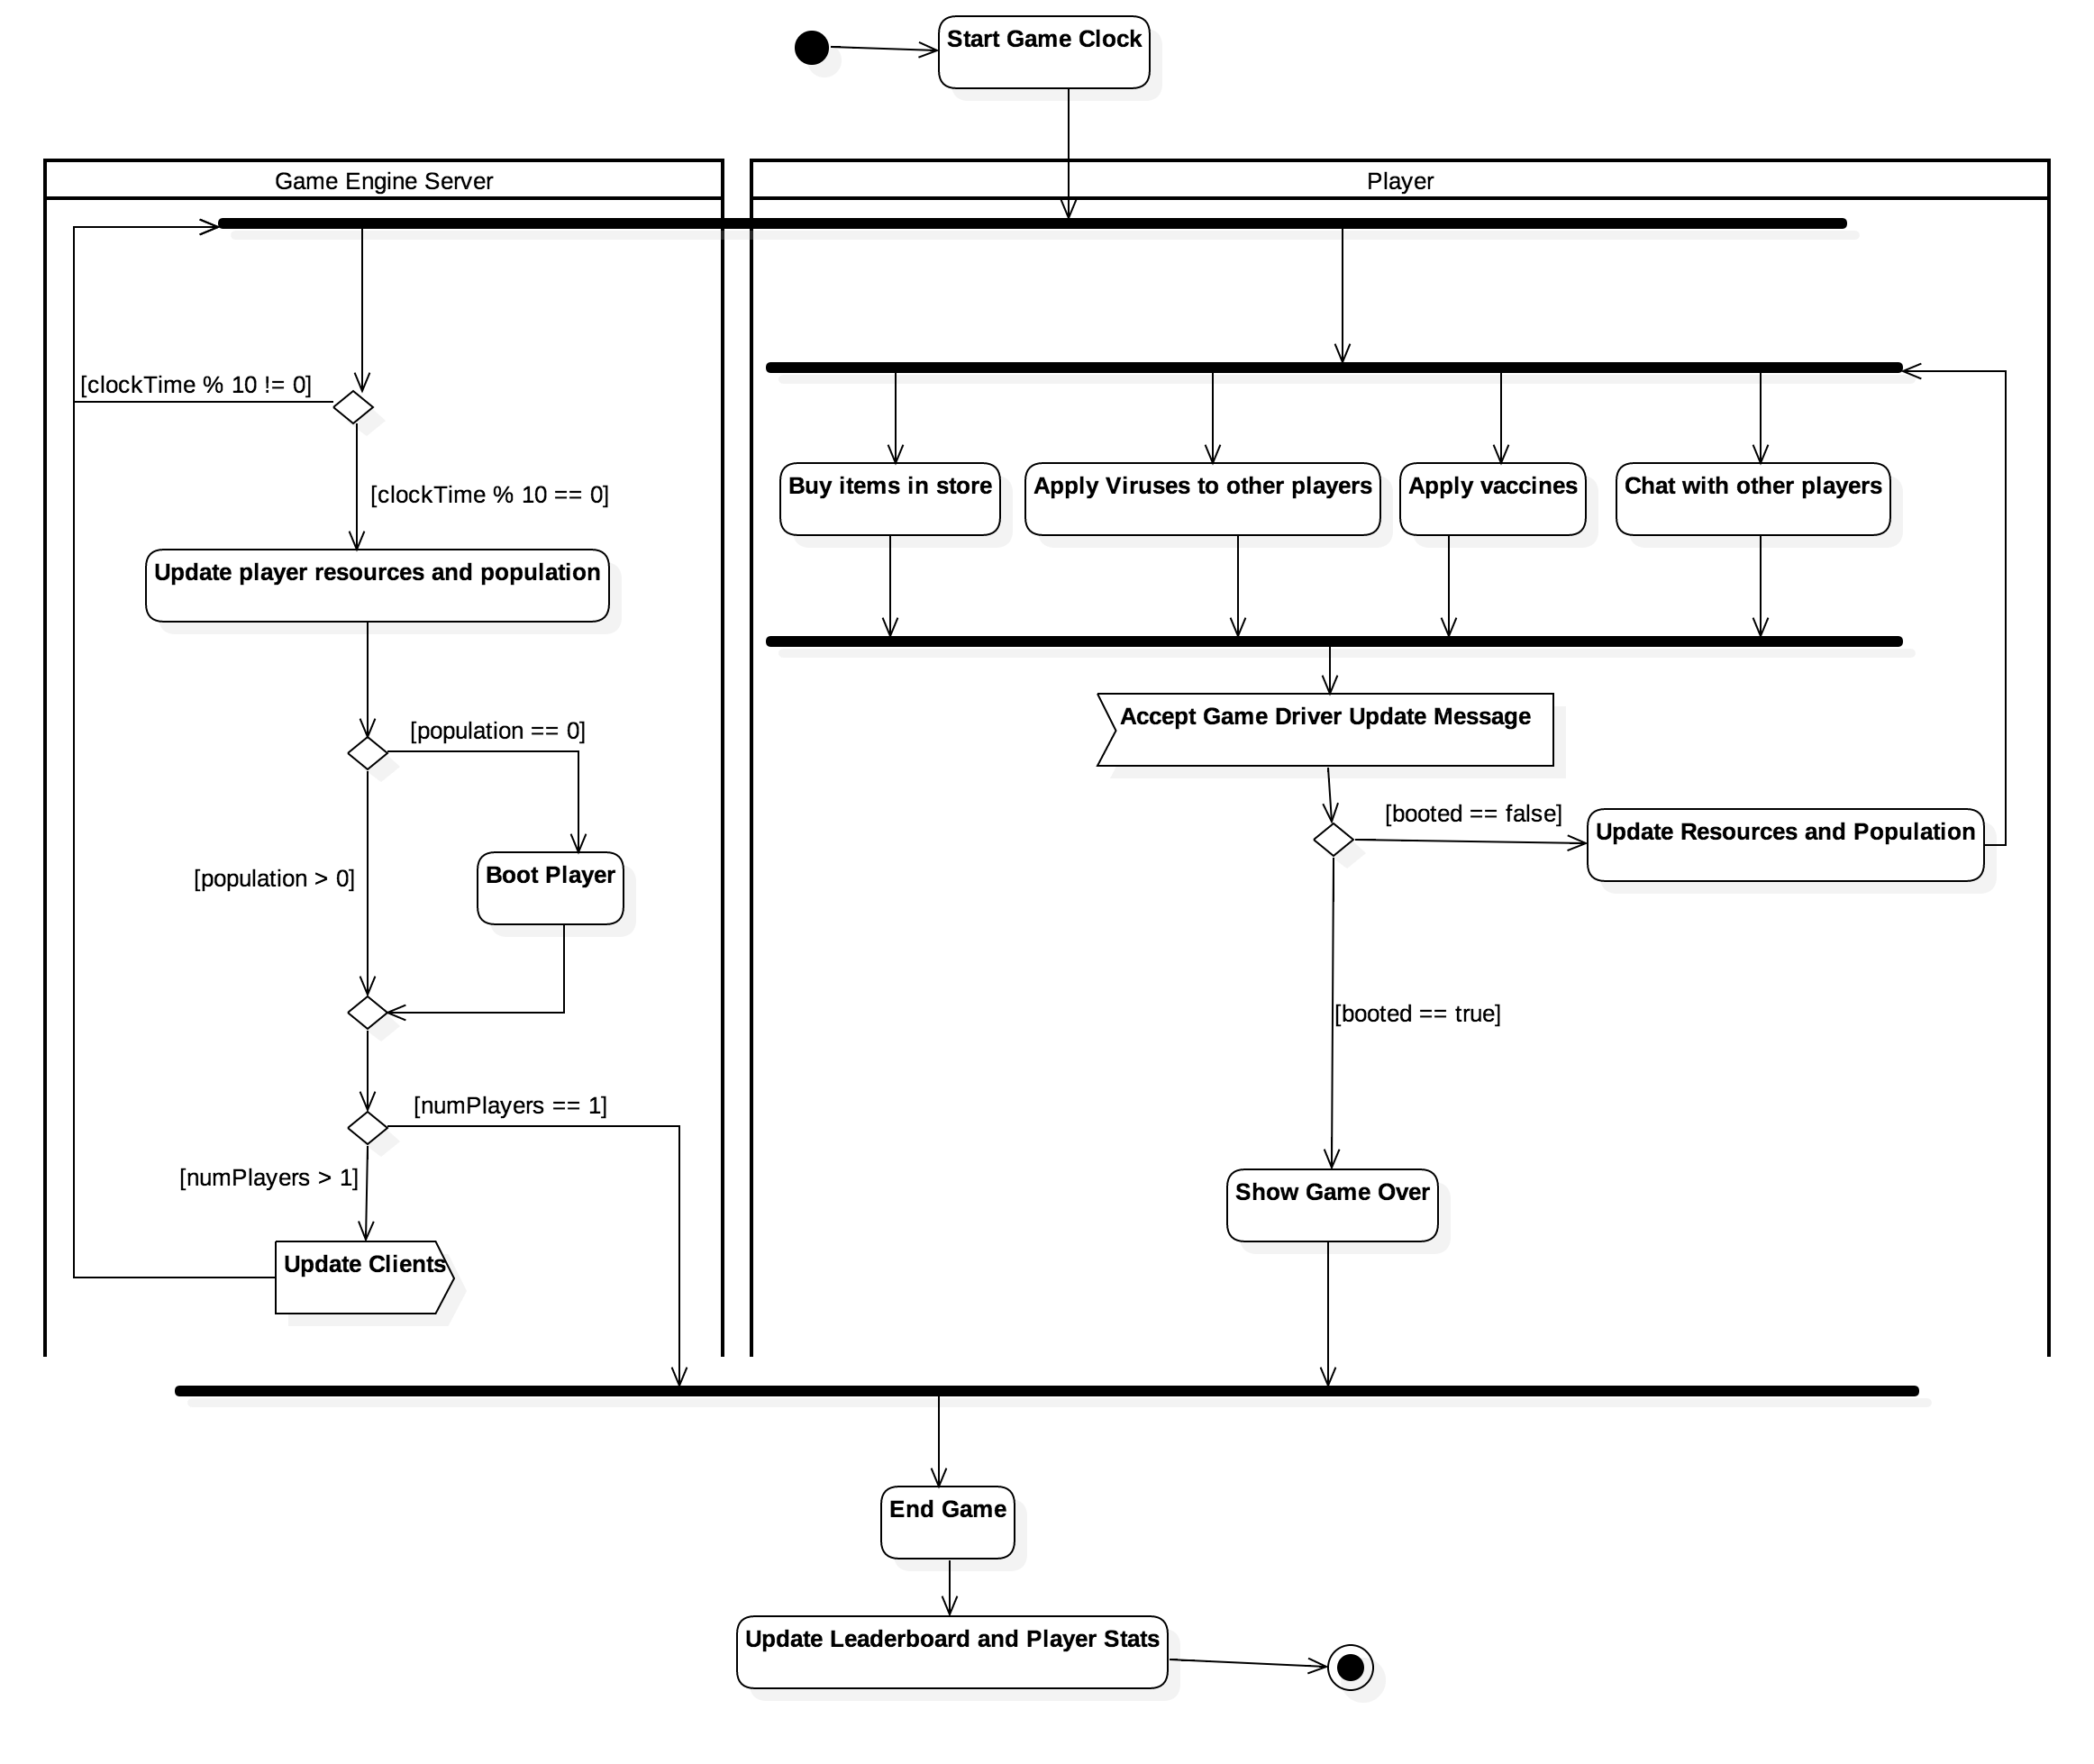 Start Game Clock
Game Engine Server
Player
[clockTime % 10 != 0]
[clockTime % 10 == 0]
Update player resources and population
[population == 0]
[population > 0]
Boot Player
[numPlayers == 1]
[numPlayers > 1]
Update Clients
Buy items in store
Apply Viruses to other players
Apply vaccines
Chat with other players
Accept Game Driver Update Message
[booted == false]
Update Resources and Population
[booted == true]
Show Game Over
End Game
Update Leaderboard and Player Stats